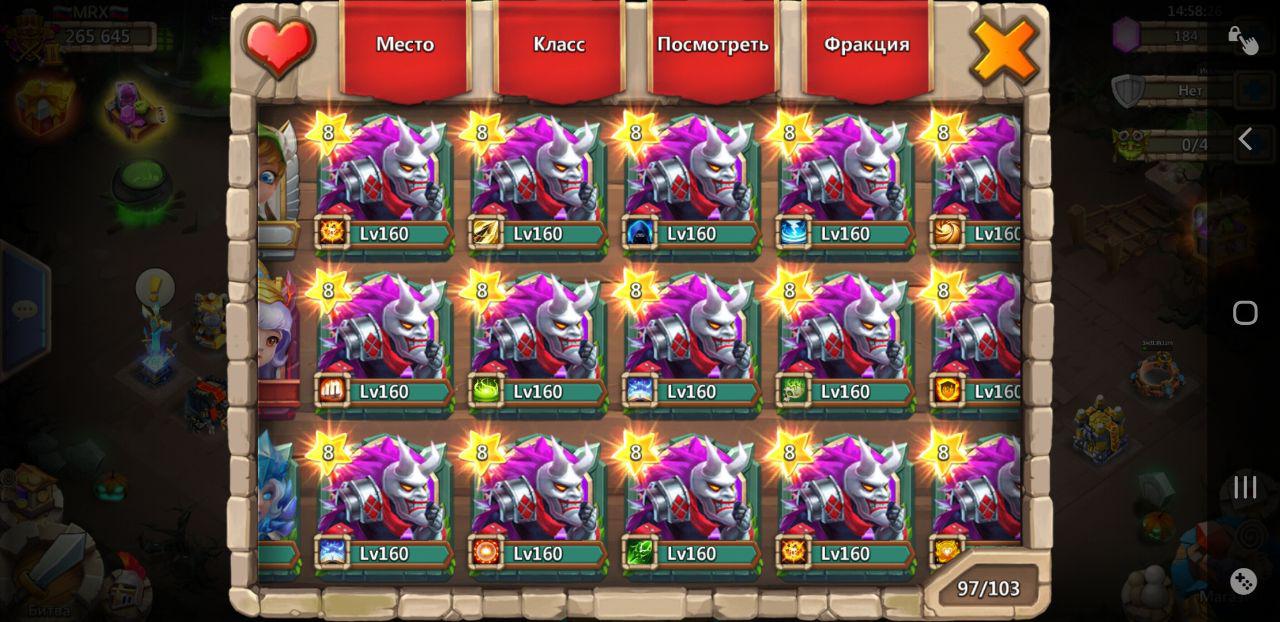 MRX
265 645
Место
Класс
Посмотреть
Фракция
14:58:26
184
Нет
0/4
8 8 8 8 8
Lv160 Lv160 Lv160 Lv160 Lv160
8 8 8 8 8
Lv160 Lv160 Lv160 Lv160 Lv160
8 8 8 8 8
Lv160 Lv160 Lv160 Lv160
97/103
Битва